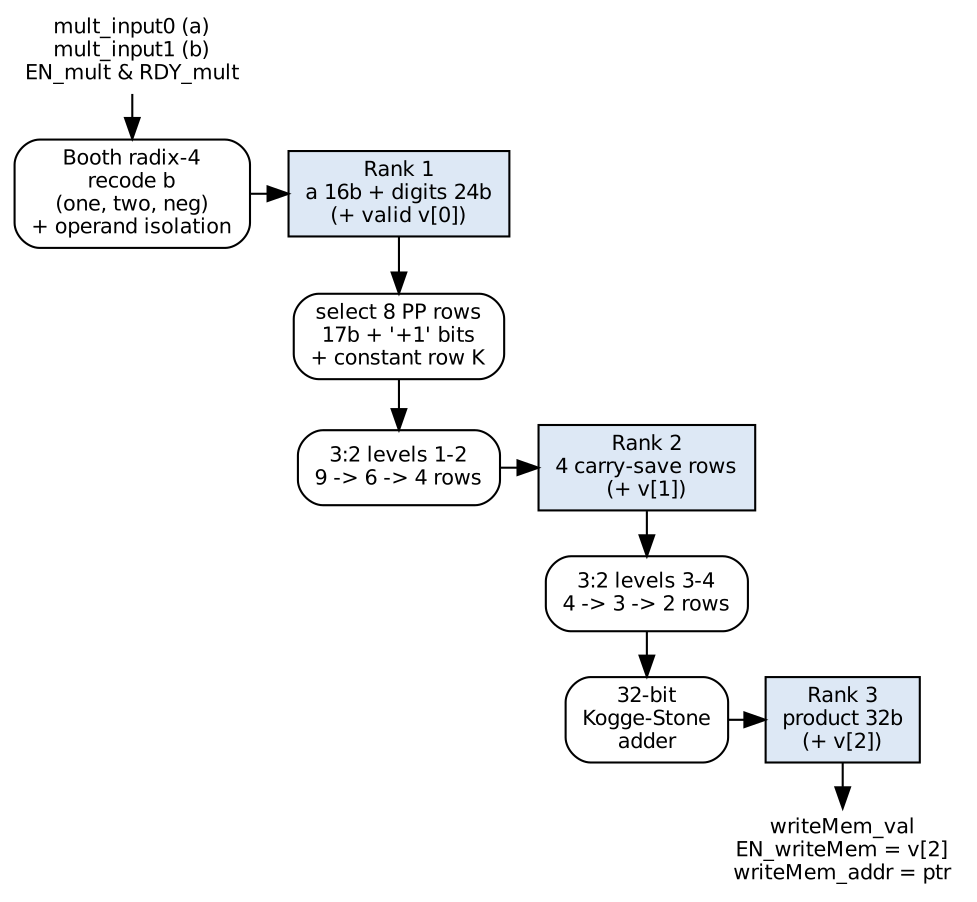 mult_input0 (a)
mult_input1 (b)
EN_mult & RDY_mult
Booth radix-4
recode b
(one, two, neg)
+ operand isolation
Rank 1
a 16b + digits 24b
(+ valid v[0])
select 8 PP rows
17b + '+1' bits
+ constant row K
3:2 levels 1-2
9 -> 6 -> 4 rows
Rank 2
4 carry-save rows
(+ v[1])
3:2 levels 3-4
4 -> 3 -> 2 rows
32-bit
Kogge-Stone
adder
Rank 3
product 32b
(+ v[2])
writeMem_val
EN_writeMem = v[2]
writeMem_addr = ptr